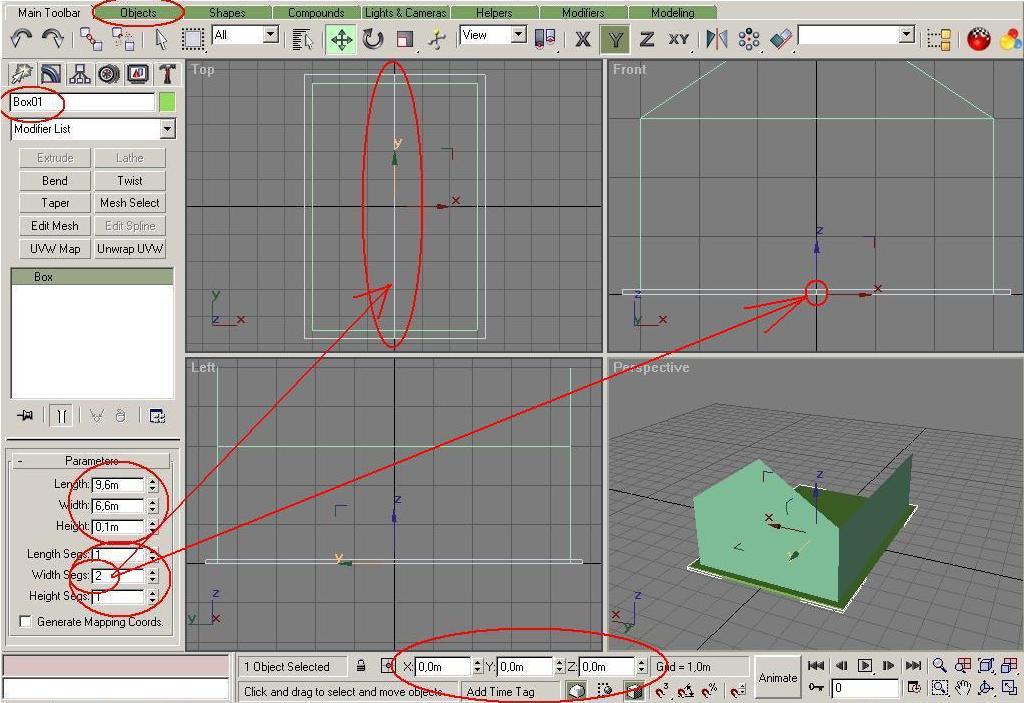 Main Toolbar Objects Shapes Compounds Lights & Cameras Helpers Modifiers Modeling
All View X Y Z XY
Box01
Modifier List
Extrude Lathe
Bend Twist
Taper Mesh Select
Edit Mesh Edit Spline
UVW Map Unwrap UVW
Box
Parameters
Length: 9,6m
Width: 6,6m
Height: 0,1m
Length Segs: 1
Width Segs: 2
Height Segs: 1
Generate Mapping Coords.
Top
y
x
y
z x
Front
z
x
z
y x
Left
z
y
z
y x
Perspective
z
x
z
x
y
1 Object Selected X: 0,0m Y: 0,0m Z: 0,0m Grid = 1,0m
Click and drag to select and move objects Add Time Tag
Animate
0